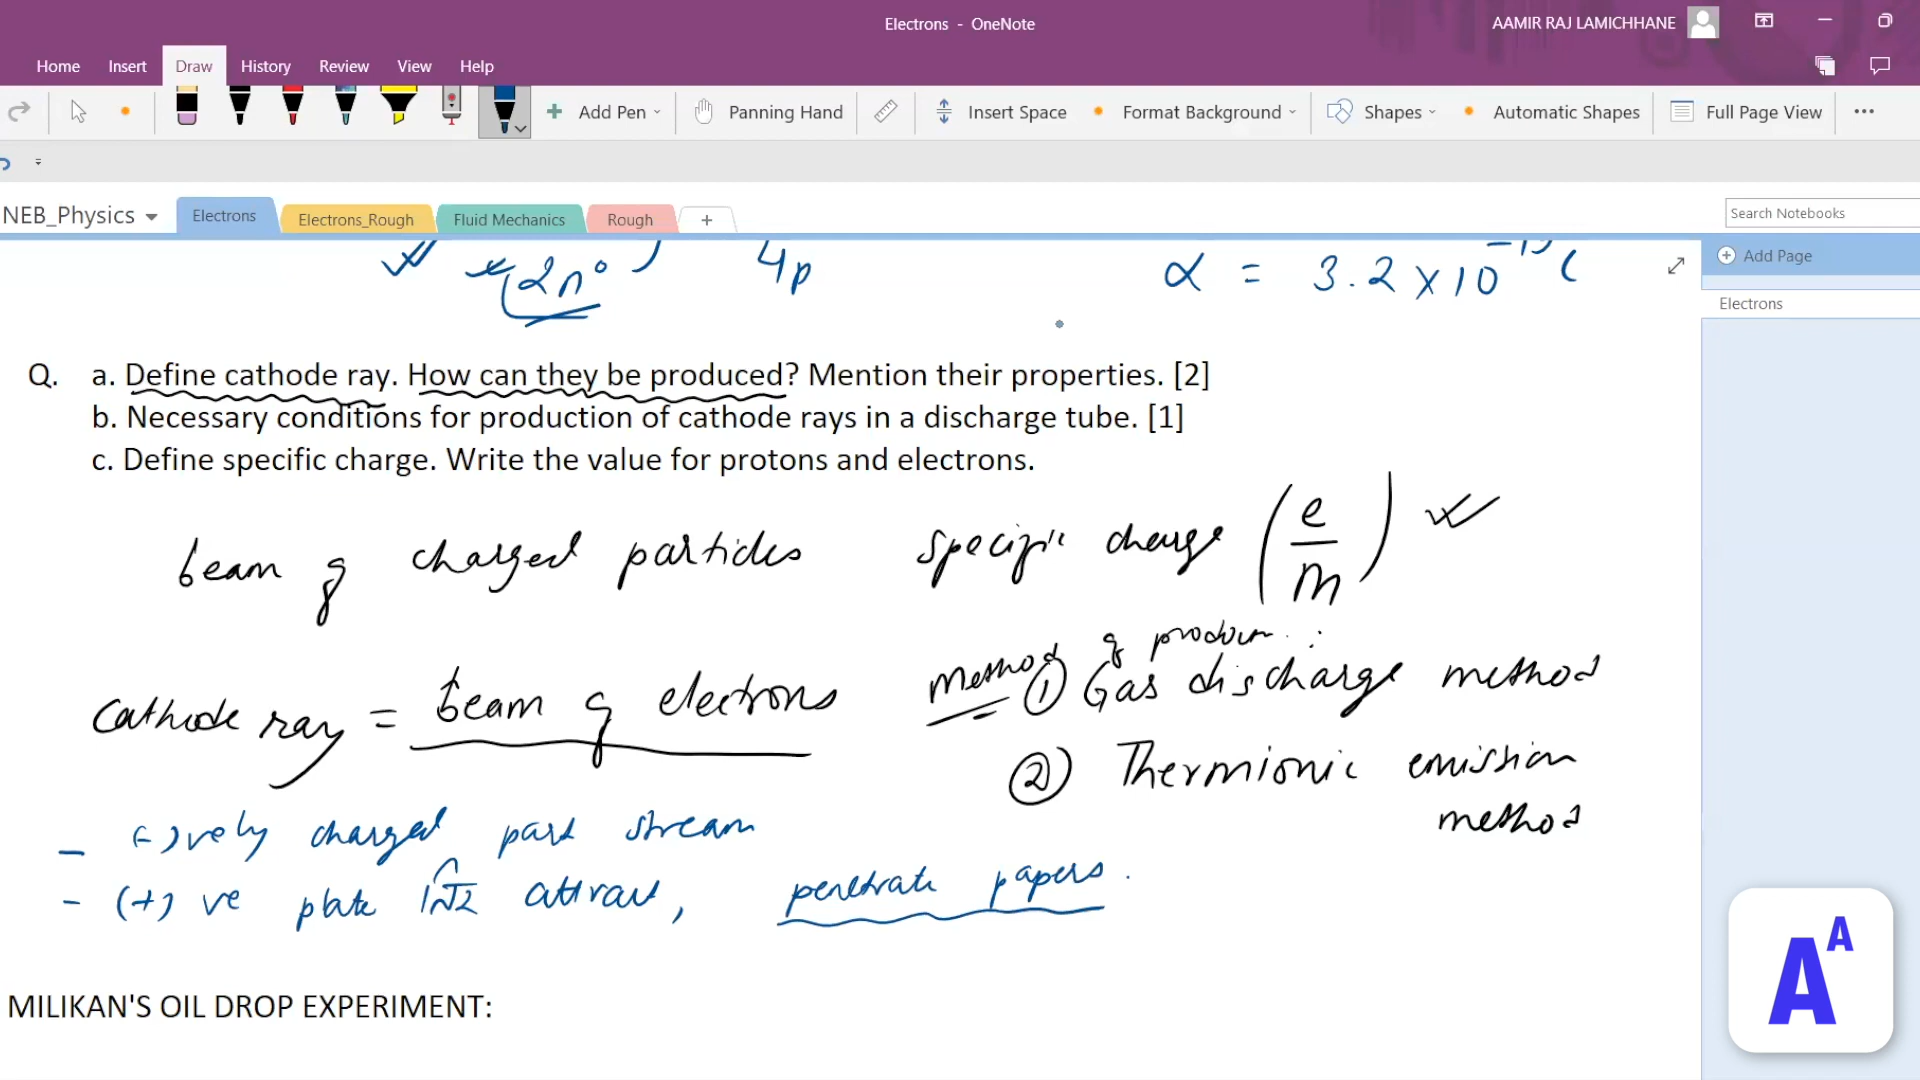 Electrons - OneNote
AAMIR RAJ LAMICHHANE
Home Insert Draw History Review View Help
Add Pen Panning Hand Insert Space Format Background Shapes Automatic Shapes Full Page View
NEB_Physics Electrons Electrons_Rough Fluid Mechanics Rough + Search Notebooks
Add Page
Electrons
2n° 4p α = 3.2 × 10
Q. a. Define cathode ray. How can they be produced? Mention their properties. [2]
b. Necessary conditions for production of cathode rays in a discharge tube. [1]
c. Define specific charge. Write the value for protons and electrons.
beam of charged particles
specific charge (e/m)
Method of
① Gas discharge method
② Thermionic emission
method
Cathode ray = beam of electrons
- (-)vely charged part stream
- (+) ve plate attract, penetrate papers.
MILIKAN'S OIL DROP EXPERIMENT:
A A